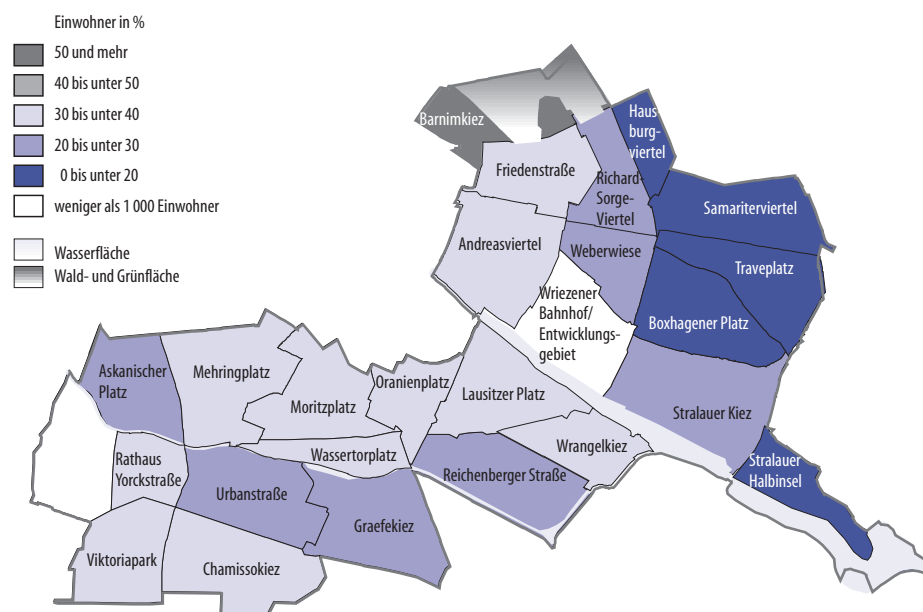 Einwohner in %
50 und mehr
40 bis unter 50
30 bis unter 40
20 bis unter 30
0 bis unter 20
weniger als 1 000 Einwohner
Wasserfläche
Wald- und Grünfläche
Barnimkiez
Haus
burg-
viertel
Friedenstraße
Richard-
Sorge-
Viertel
Samariterviertel
Andreasviertel
Weberwiese
Traveplatz
Wriezener
Bahnhof/
Entwicklungs-
gebiet
Boxhagener Platz
Askanischer
Platz
Mehringplatz
Moritzplatz
Oranienplatz
Lausitzer Platz
Stralauer Kiez
Wrangelkiez
Rathaus
Yorckstraße
Wassertorplatz
Reichenberger Straße
Stralauer
Halbinsel
Urbanstraße
Graefekiez
Viktoriapark
Chamissokiez